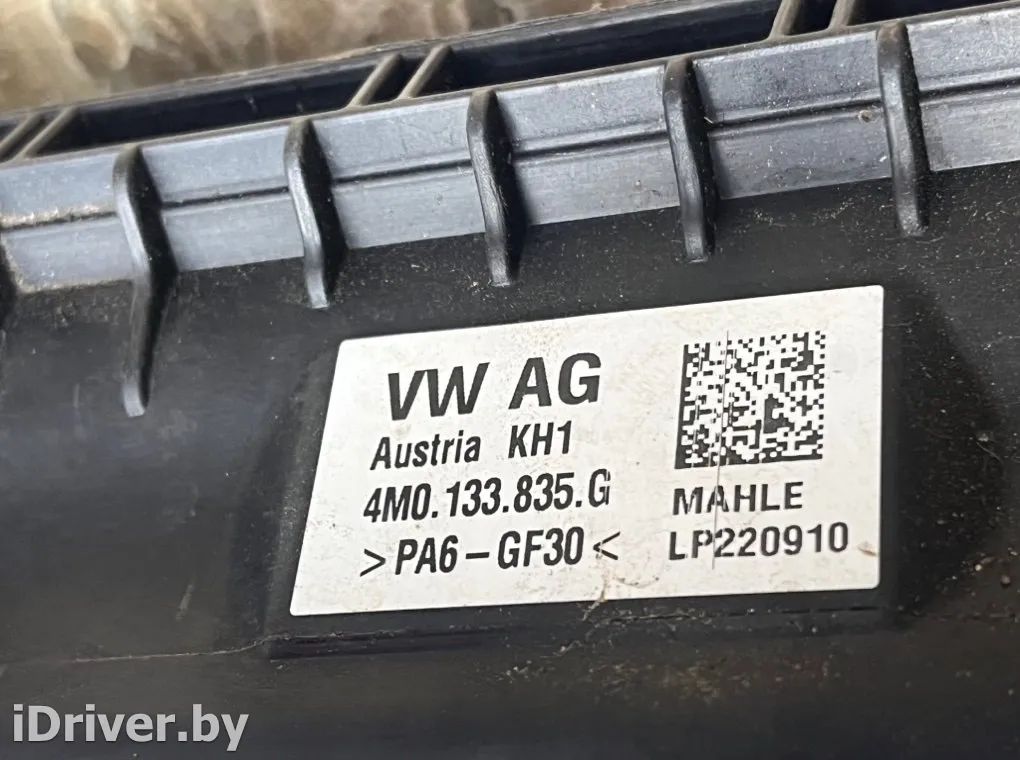 VW AG
Austria KH1
4M0.133.835.G
>PA6-GF30<
MAHLE
LP220910
iDriver.by